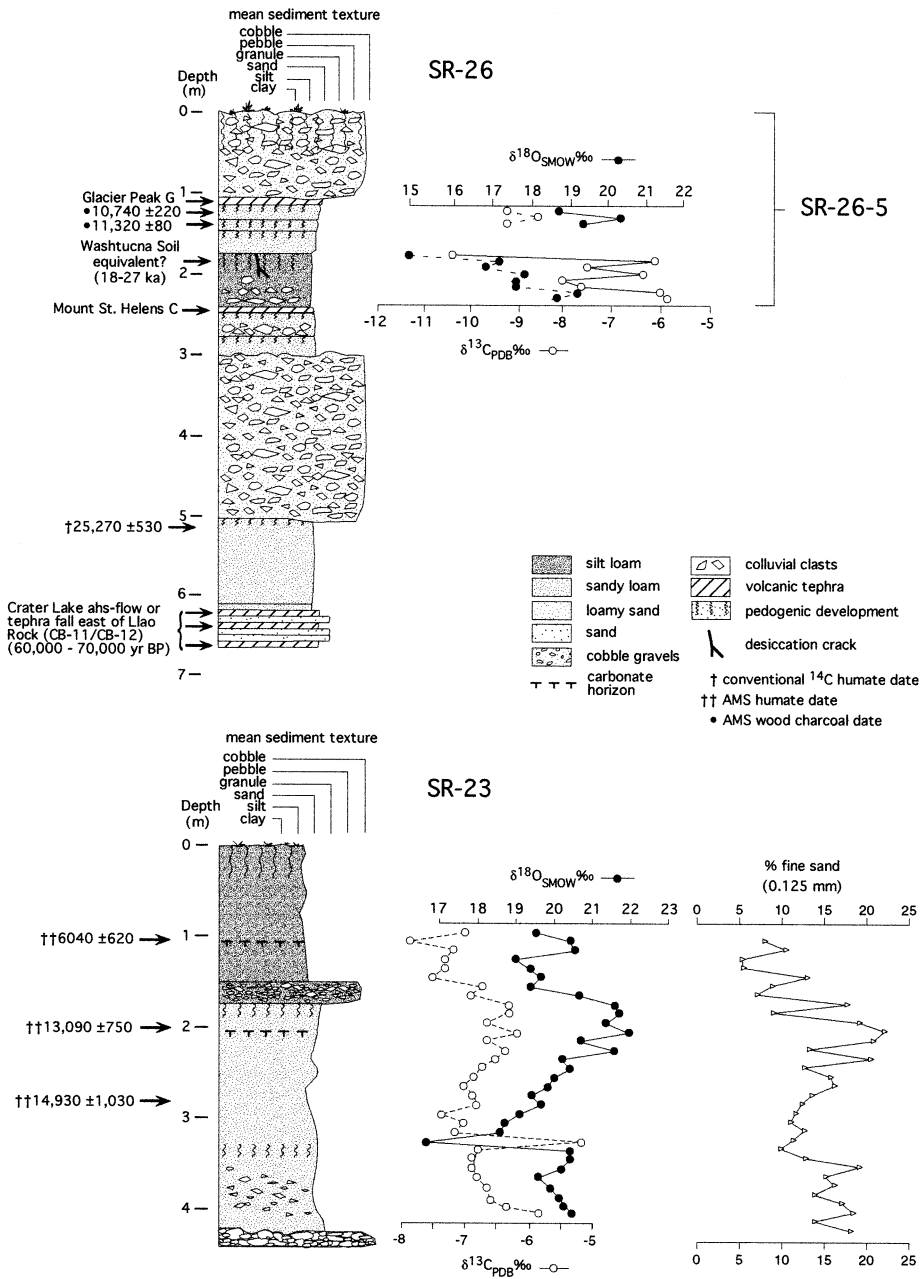 mean sediment texture
cobble
pebble
granule
sand
silt
clay
Depth
(m)
SR-26
0
1
2
3
4
5
6
7
Glacier Peak G
• 10,740 ±220
• 11,320 ±80
Washtucna Soil
equivalent?
(18-27 ka)
Mount St. Helens C
†25,270 ±530
Crater Lake ahs-flow or
tephra fall east of Llao
Rock (CB-11/CB-12)
(60,000 - 70,000 yr BP)
δ18OSMOW‰
15 16 17 18 19 20 21 22
SR-26-5
-12 -11 -10 -9 -8 -7 -6 -5
δ13CPDB‰
silt loam
sandy loam
loamy sand
sand
cobble gravels
carbonate
horizon
colluvial clasts
volcanic tephra
pedogenic development
desiccation crack
† conventional 14C humate date
†† AMS humate date
• AMS wood charcoal date
mean sediment texture
cobble
pebble
granule
sand
silt
clay
Depth
(m)
SR-23
0
1
2
3
4
††6040 ±620
††13,090 ±750
††14,930 ±1,030
δ18OSMOW‰
17 18 19 20 21 22 23
-8 -7 -6 -5
δ13CPDB‰
% fine sand
(0.125 mm)
0 5 10 15 20 25
0 5 10 15 20 25